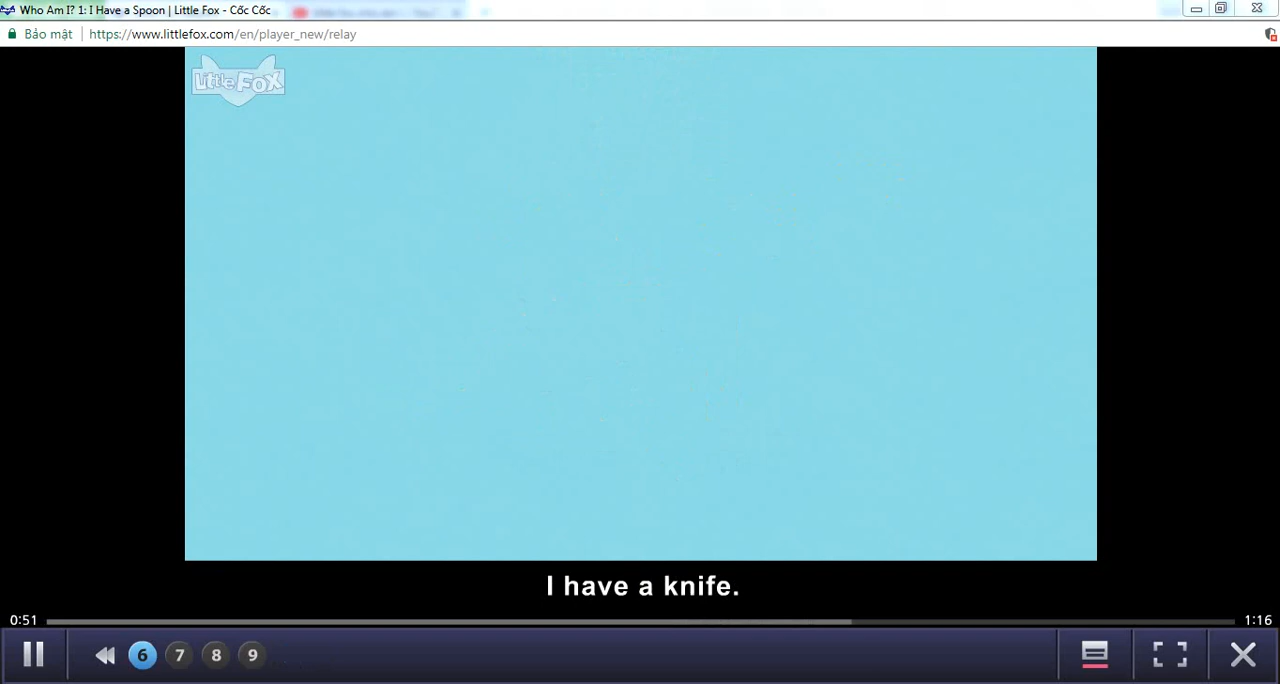 Who Am I? 1: I Have a Spoon | Little Fox - Cốc Cốc
Bảo mật https://www.littlefox.com/en/player_new/relay
Little Fox
I have a knife.
0:51 1:16
6 7 8 9